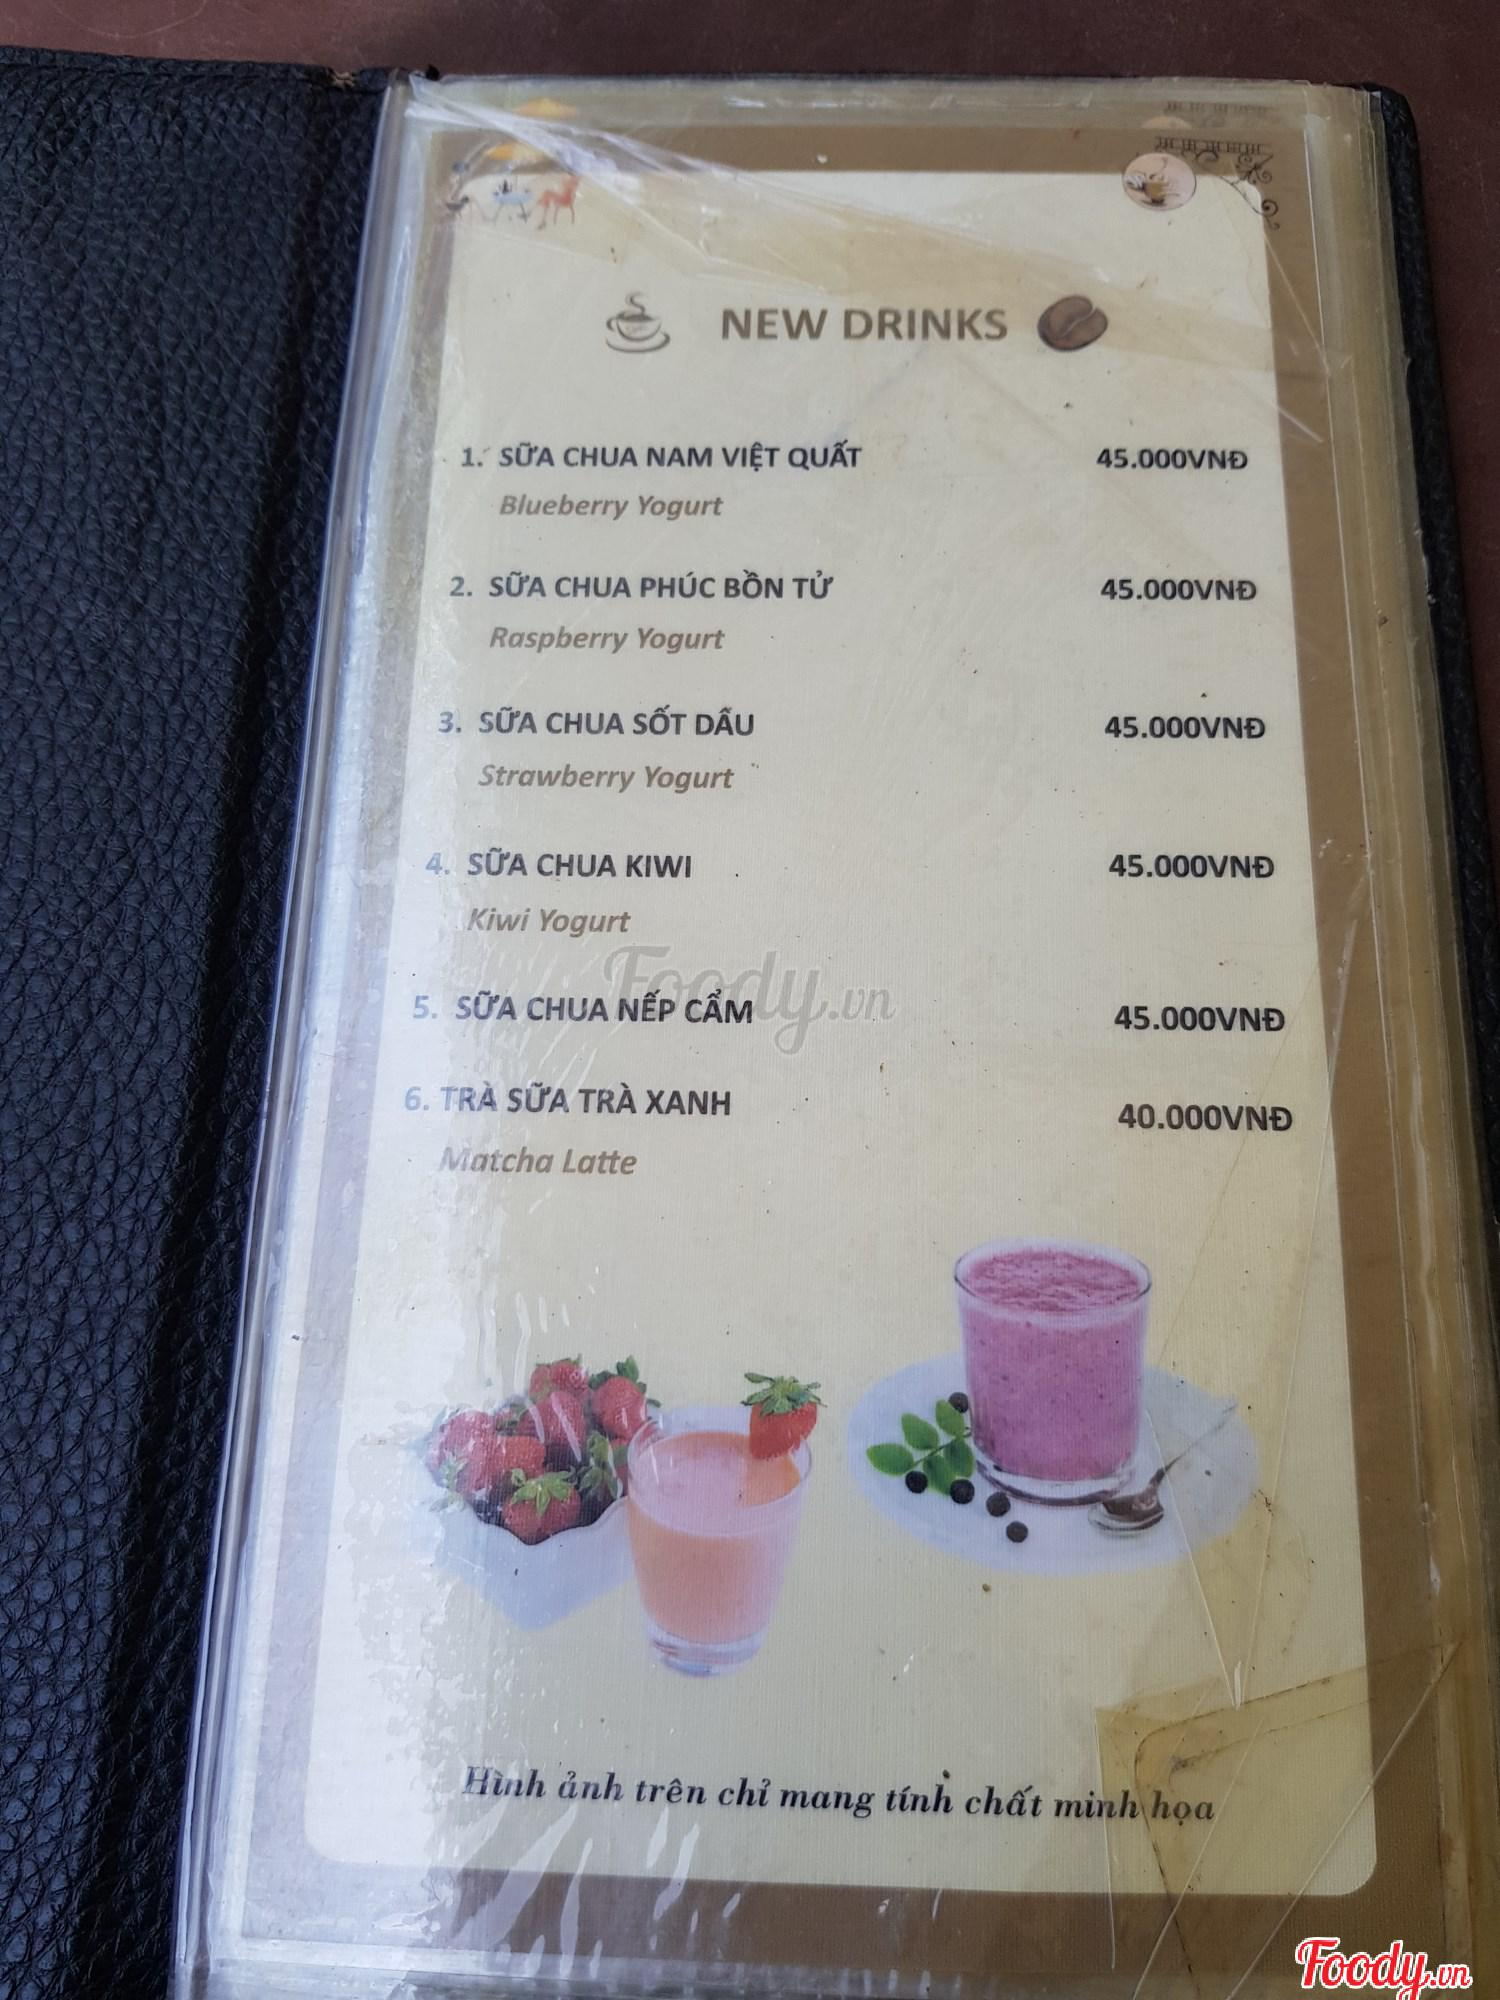 NEW DRINKS
1. SỮA CHUA NAM VIỆT QUẤT 45.000VNĐ
Blueberry Yogurt
2. SỮA CHUA PHÚC BỒN TỬ 45.000VNĐ
Raspberry Yogurt
3. SỮA CHUA SỐT DẤU 45.000VNĐ
Strawberry Yogurt
4. SỮA CHUA KIWI 45.000VNĐ
Kiwi Yogurt
Foody.vn
5. SỮA CHUA NẾP CẨM 45.000VNĐ
6. TRÀ SỮA TRÀ XANH 40.000VNĐ
Matcha Latte
Hình ảnh trên chỉ mang tính chất minh họa
Foody.vn